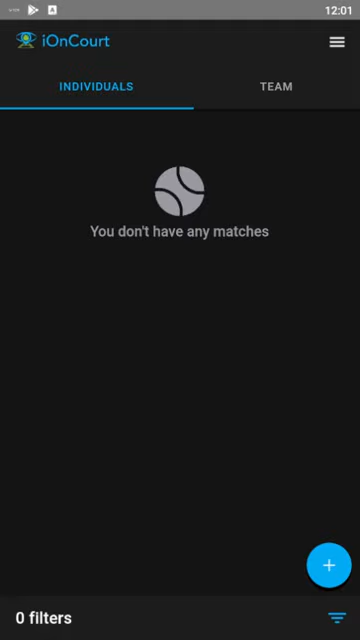 12:01
iOnCourt
INDIVIDUALS
TEAM
You don't have any matches
0 filters